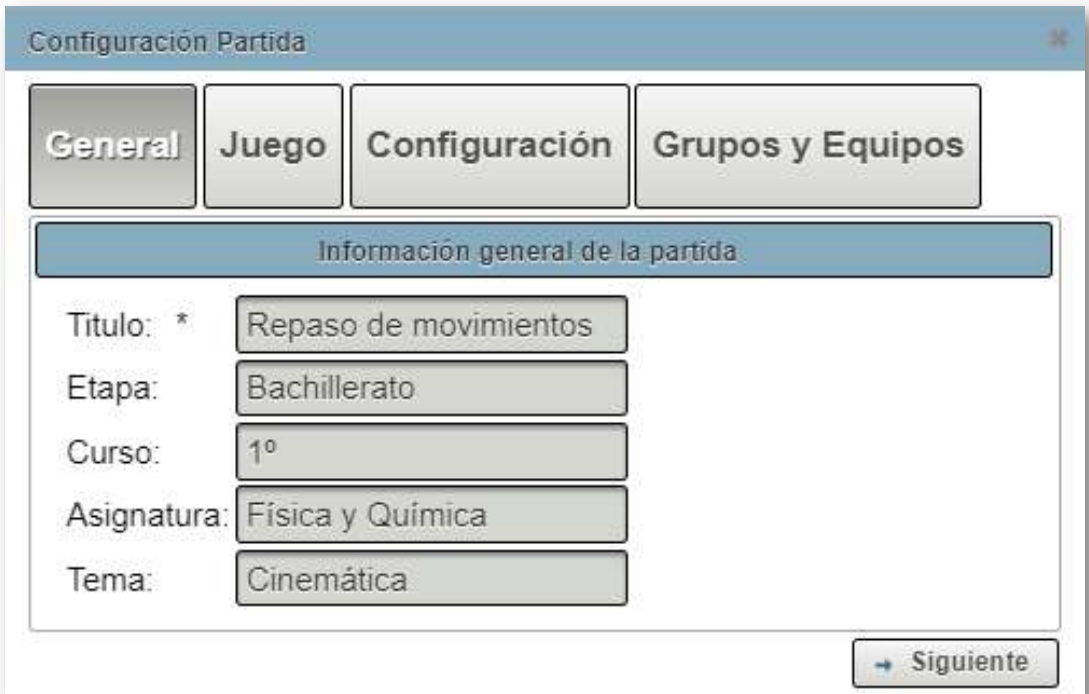 Configuración Partida
General Juego Configuración Grupos y Equipos
Información general de la partida
Titulo: * Repaso de movimientos
Etapa: Bachillerato
Curso: 1º
Asignatura: Física y Química
Tema: Cinemática
Siguiente